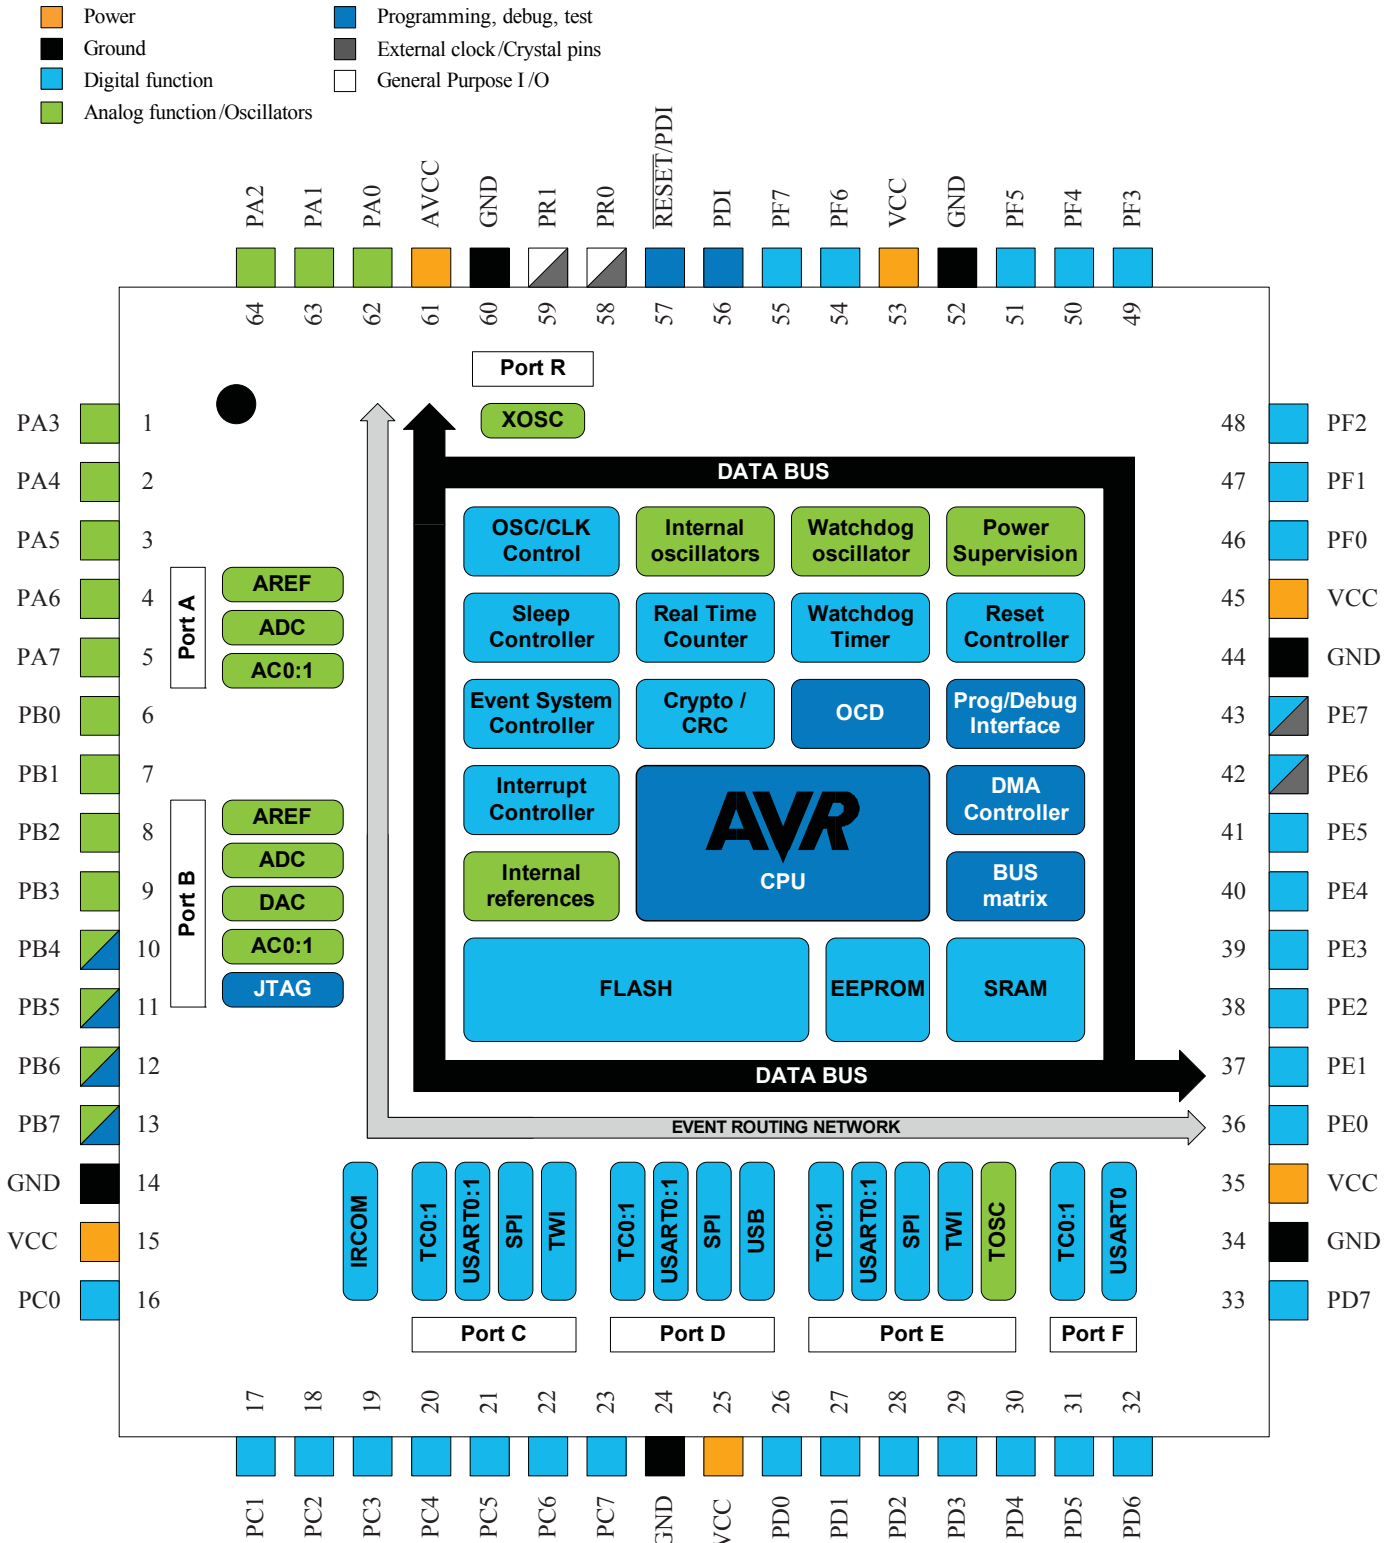 Power
Ground
Digital function
Analog function/Oscillators
Programming, debug, test
External clock/Crystal pins
General Purpose I/O
PA2
PA1
PA0
AVCC
GND
PR1
PR0
RESET/PDI
PDI
PF7
PF6
VCC
GND
PF5
PF4
PF3
64
63
62
61
60
59
58
57
56
55
54
53
52
51
50
49
PA3 1
PA4 2
PA5 3
PA6 4
PA7 5
PB0 6
PB1 7
PB2 8
PB3 9
PB4 10
PB5 11
PB6 12
PB7 13
GND 14
VCC 15
PC0 16
Port R
XOSC
Port A
AREF
ADC
AC0:1
Port B
AREF
ADC
DAC
AC0:1
JTAG
DATA BUS
OSC/CLK
Control
Internal
oscillators
Watchdog
oscillator
Power
Supervision
Sleep
Controller
Real Time
Counter
Watchdog
Timer
Reset
Controller
Event System
Controller
Crypto /
CRC
OCD
Prog/Debug
Interface
Interrupt
Controller
AVR
CPU
DMA
Controller
Internal
references
BUS
matrix
FLASH
EEPROM
SRAM
DATA BUS
EVENT ROUTING NETWORK
IRCOM
TC0:1
USART0:1
SPI
TWI
TC0:1
USART0:1
SPI
USB
TC0:1
USART0:1
SPI
TWI
TOSC
TC0:1
USART0
Port C
Port D
Port E
Port F
48 PF2
47 PF1
46 PF0
45 VCC
44 GND
43 PE7
42 PE6
41 PE5
40 PE4
39 PE3
38 PE2
37 PE1
36 PE0
35 VCC
34 GND
33 PD7
17
18
19
20
21
22
23
24
25
26
27
28
29
30
31
32
PC1
PC2
PC3
PC4
PC5
PC6
PC7
GND
VCC
PD0
PD1
PD2
PD3
PD4
PD5
PD6